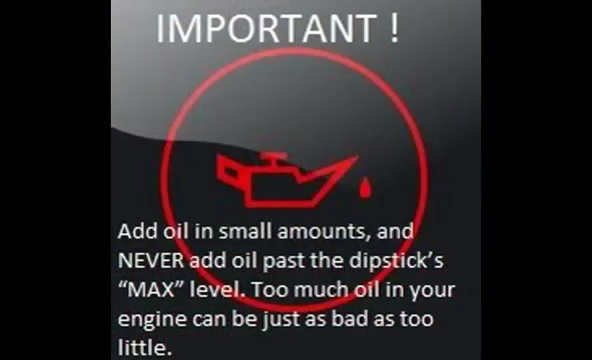 IMPORTANT !
Add oil in small amounts, and
NEVER add oil past the dipstick's
“MAX” level. Too much oil in your
engine can be just as bad as too
little.